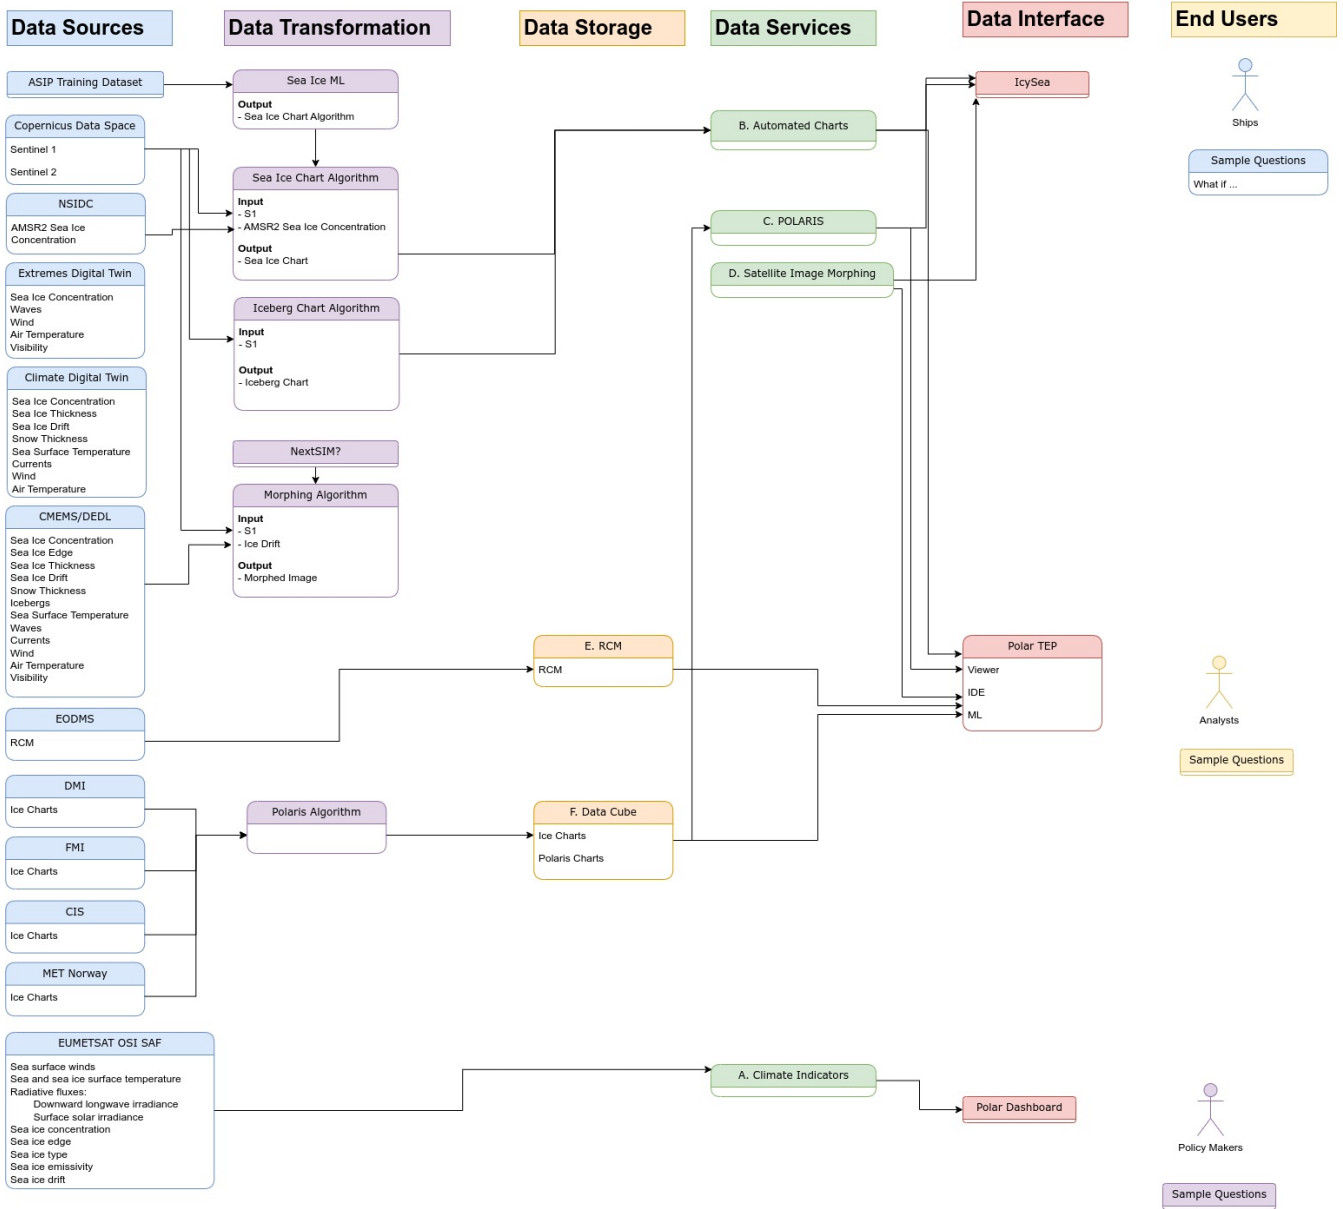 Data Sources
Data Transformation
Data Storage
Data Services
Data Interface
End Users
ASIP Training Dataset
Copernicus Data Space
Sentinel 1
Sentinel 2
NSIDC
AMSR2 Sea Ice
Concentration
Extremes Digital Twin
Sea Ice Concentration
Waves
Wind
Air Temperature
Visibility
Climate Digital Twin
Sea Ice Concentration
Sea Ice Thickness
Sea Ice Drift
Snow Thickness
Sea Surface Temperature
Currents
Wind
Air Temperature
CMEMS/DEDL
Sea Ice Concentration
Sea Ice Edge
Sea Ice Thickness
Sea Ice Drift
Snow Thickness
Icebergs
Sea Surface Temperature
Waves
Currents
Wind
Air Temperature
Visibility
EODMS
RCM
DMI
Ice Charts
FMI
Ice Charts
CIS
Ice Charts
MET Norway
Ice Charts
EUMETSAT OSI SAF
Sea surface winds
Sea and sea ice surface temperature
Radiative fluxes:
Downward longwave irradiance
Surface solar irradiance
Sea ice concentration
Sea ice edge
Sea ice type
Sea ice emissivity
Sea ice drift
Sea Ice ML
Output
- Sea Ice Chart Algorithm
Sea Ice Chart Algorithm
Input
- S1
- AMSR2 Sea Ice Concentration
Output
- Sea Ice Chart
Iceberg Chart Algorithm
Input
- S1
Output
- Iceberg Chart
NextSIM?
Morphing Algorithm
Input
- S1
- Ice Drift
Output
- Morphed Image
Polaris Algorithm
E. RCM
RCM
F. Data Cube
Ice Charts
Polaris Charts
B. Automated Charts
C. POLARIS
D. Satellite Image Morphing
A. Climate Indicators
IcySea
Polar TEP
Viewer
IDE
ML
Polar Dashboard
Ships
Sample Questions
What if ...
Analysts
Sample Questions
Policy Makers
Sample Questions